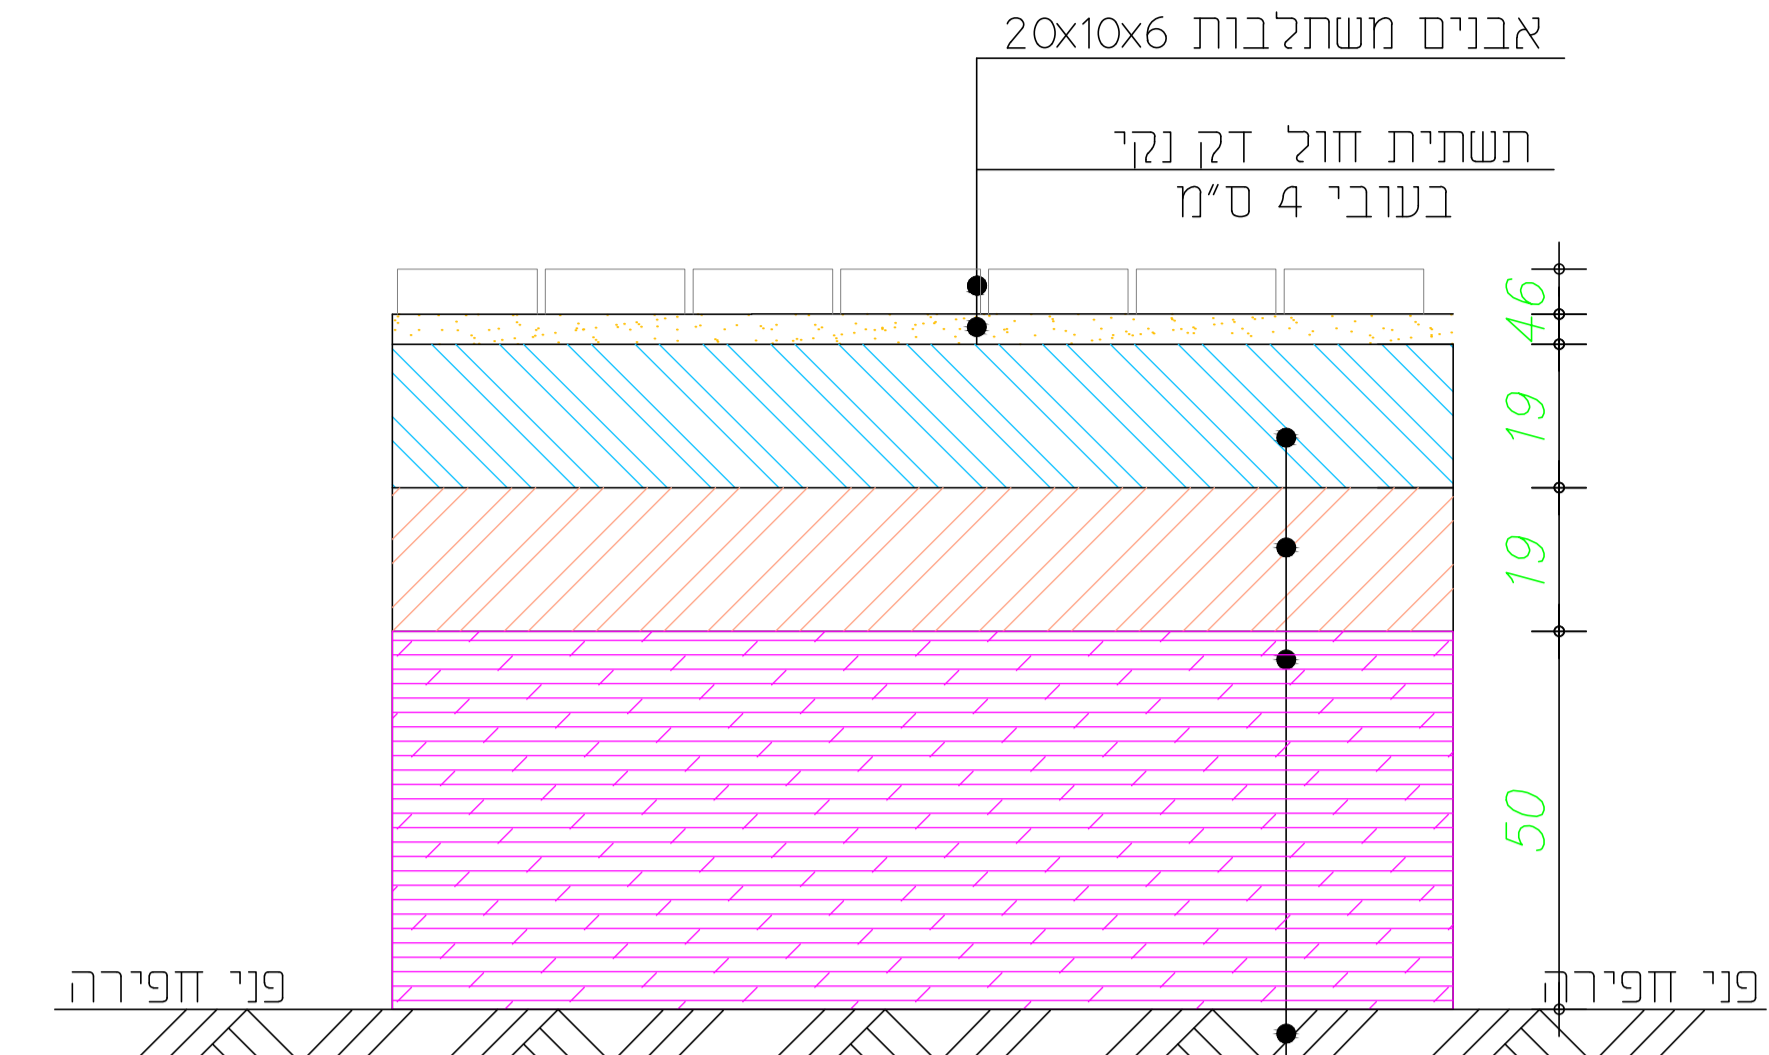 אבנים משתלבות 20x10x6
תשתית חול דק נקי
בעובי 4 ס"מ
6
4
19
19
50
פני חפירה
פני חפירה